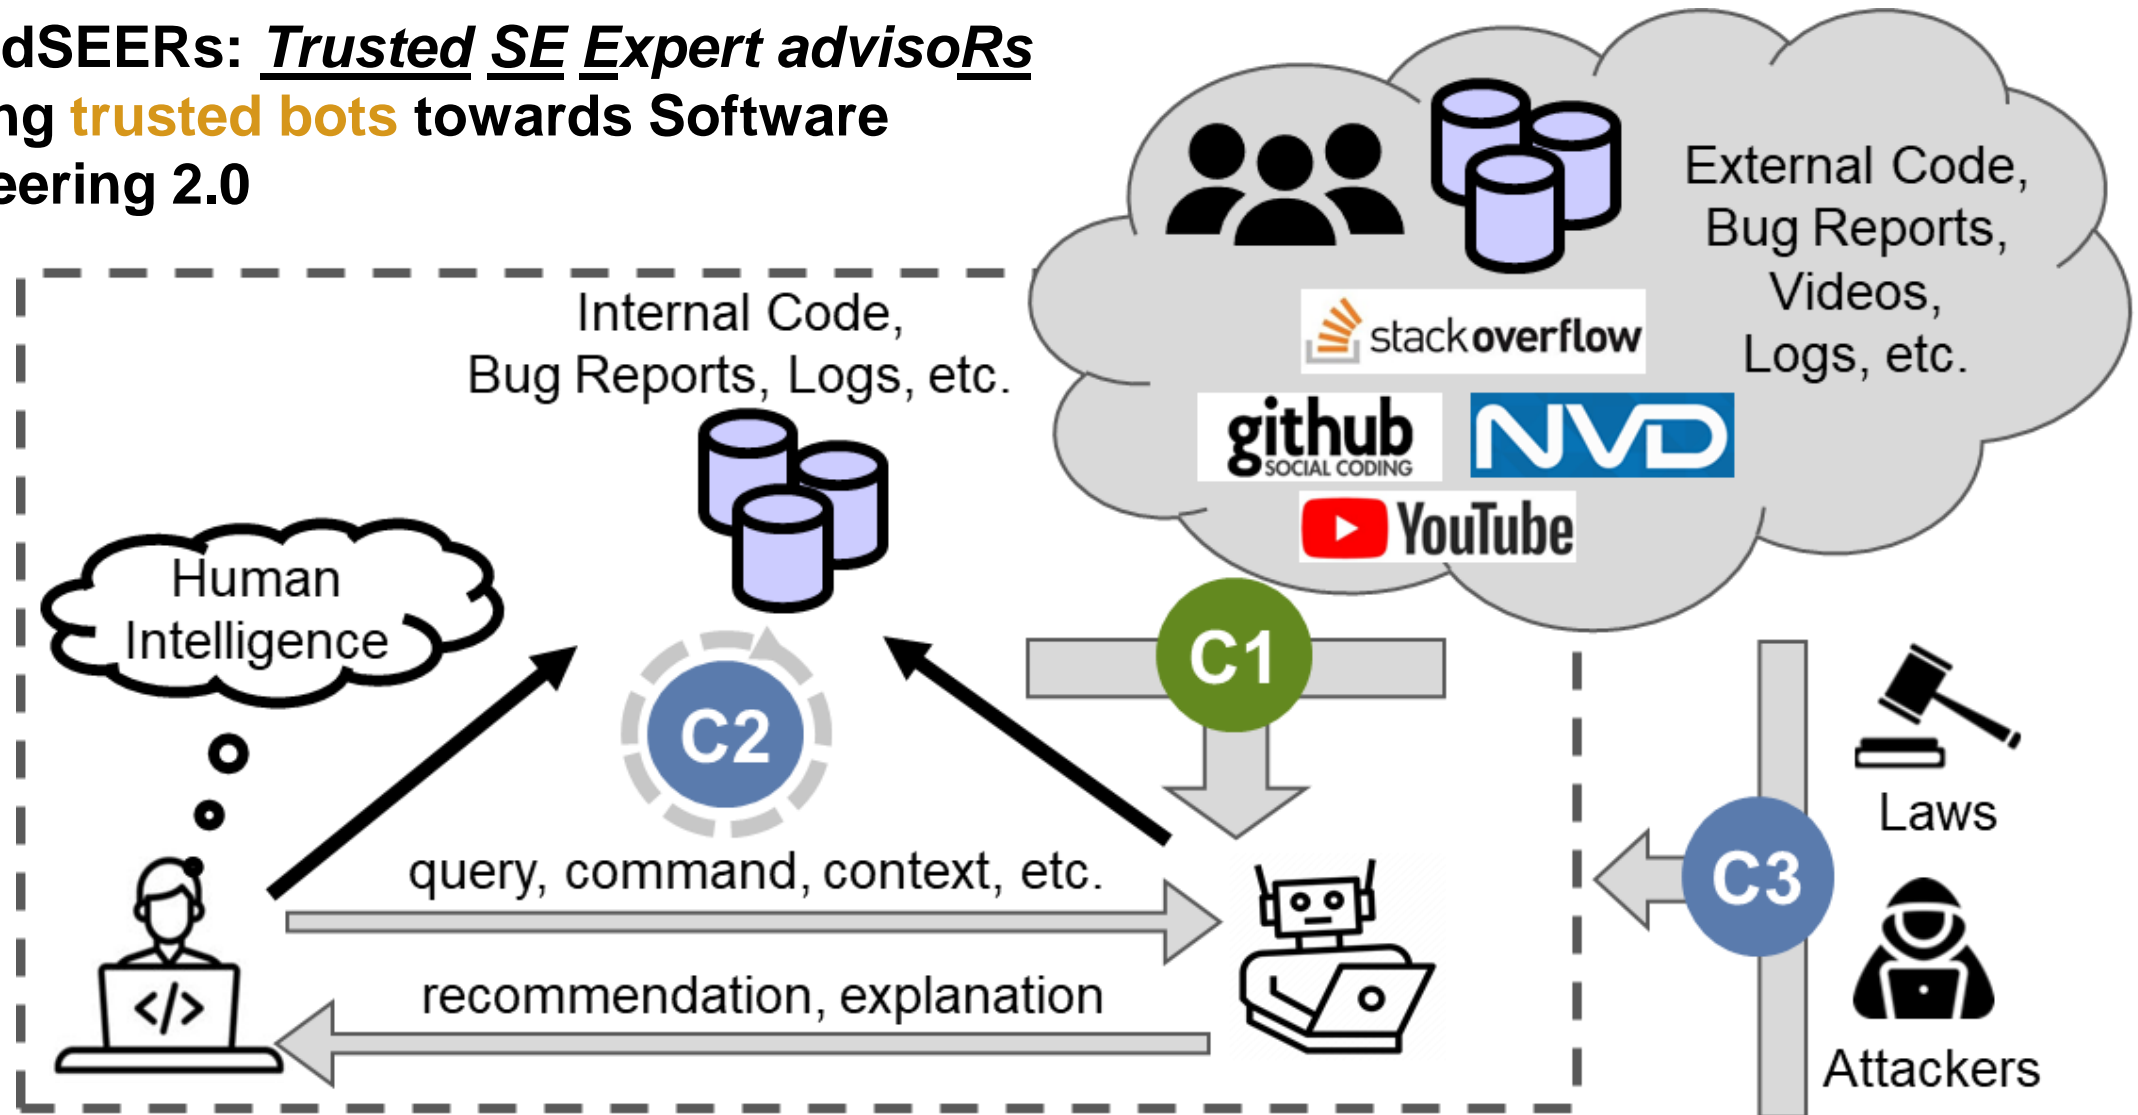 dSEERs: Trusted SE Expert advisoRs
ng trusted bots towards Software
eering 2.0
External Code,
Bug Reports,
Videos,
Logs, etc.
stackoverflow
github
SOCIAL CODING
NVD
YouTube
Internal Code,
Bug Reports, Logs, etc.
Human
Intelligence
C1
C2
C3
Laws
Attackers
query, command, context, etc.
recommendation, explanation
</>